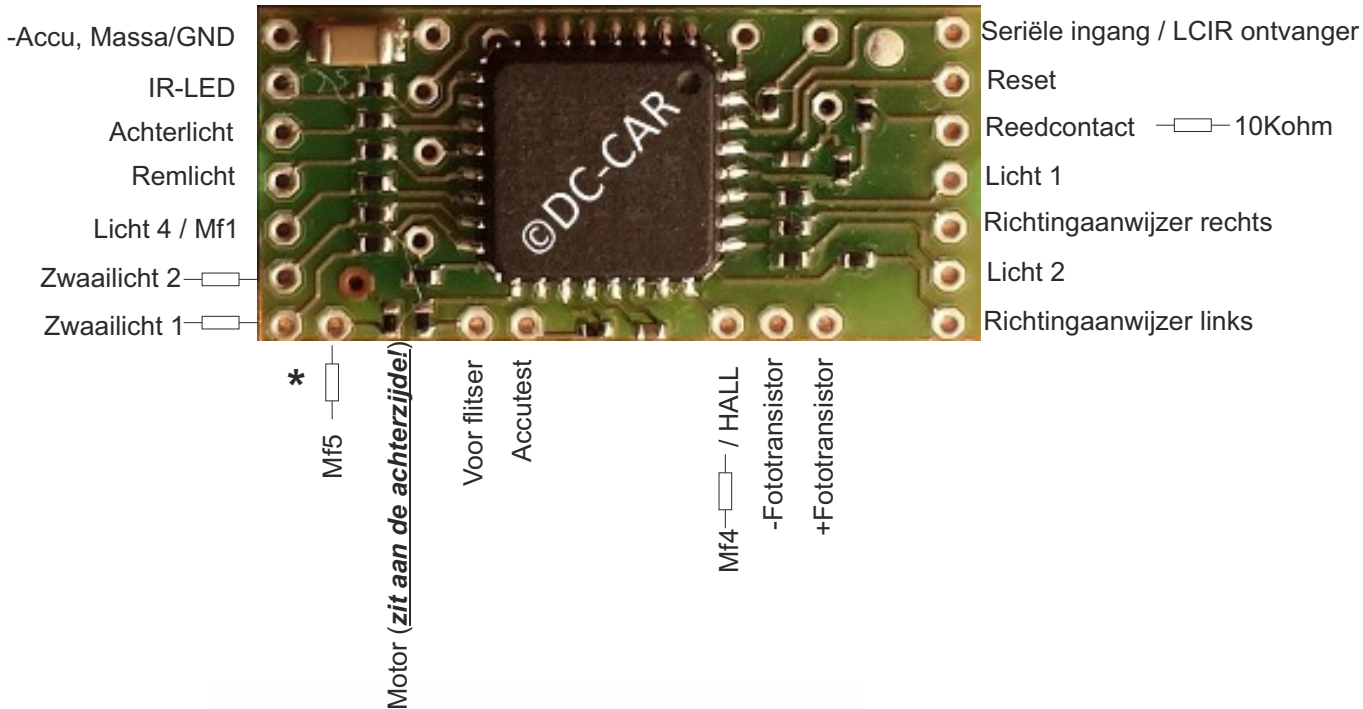 -Accu, Massa/GND
IR-LED
Achterlicht
Remlicht
Licht 4 / Mf1
Zwaailicht 2
Zwaailicht 1
©DC-CAR
Seriële ingang / LCIR ontvanger
Reset
Reedcontact 10Kohm
Licht 1
Richtingaanwijzer rechts
Licht 2
Richtingaanwijzer links
*
Mf5
Motor (zit aan de achterzijde!)
Voor flitser
Accutest
Mf4 / HALL
-Fototransistor
+Fototransistor